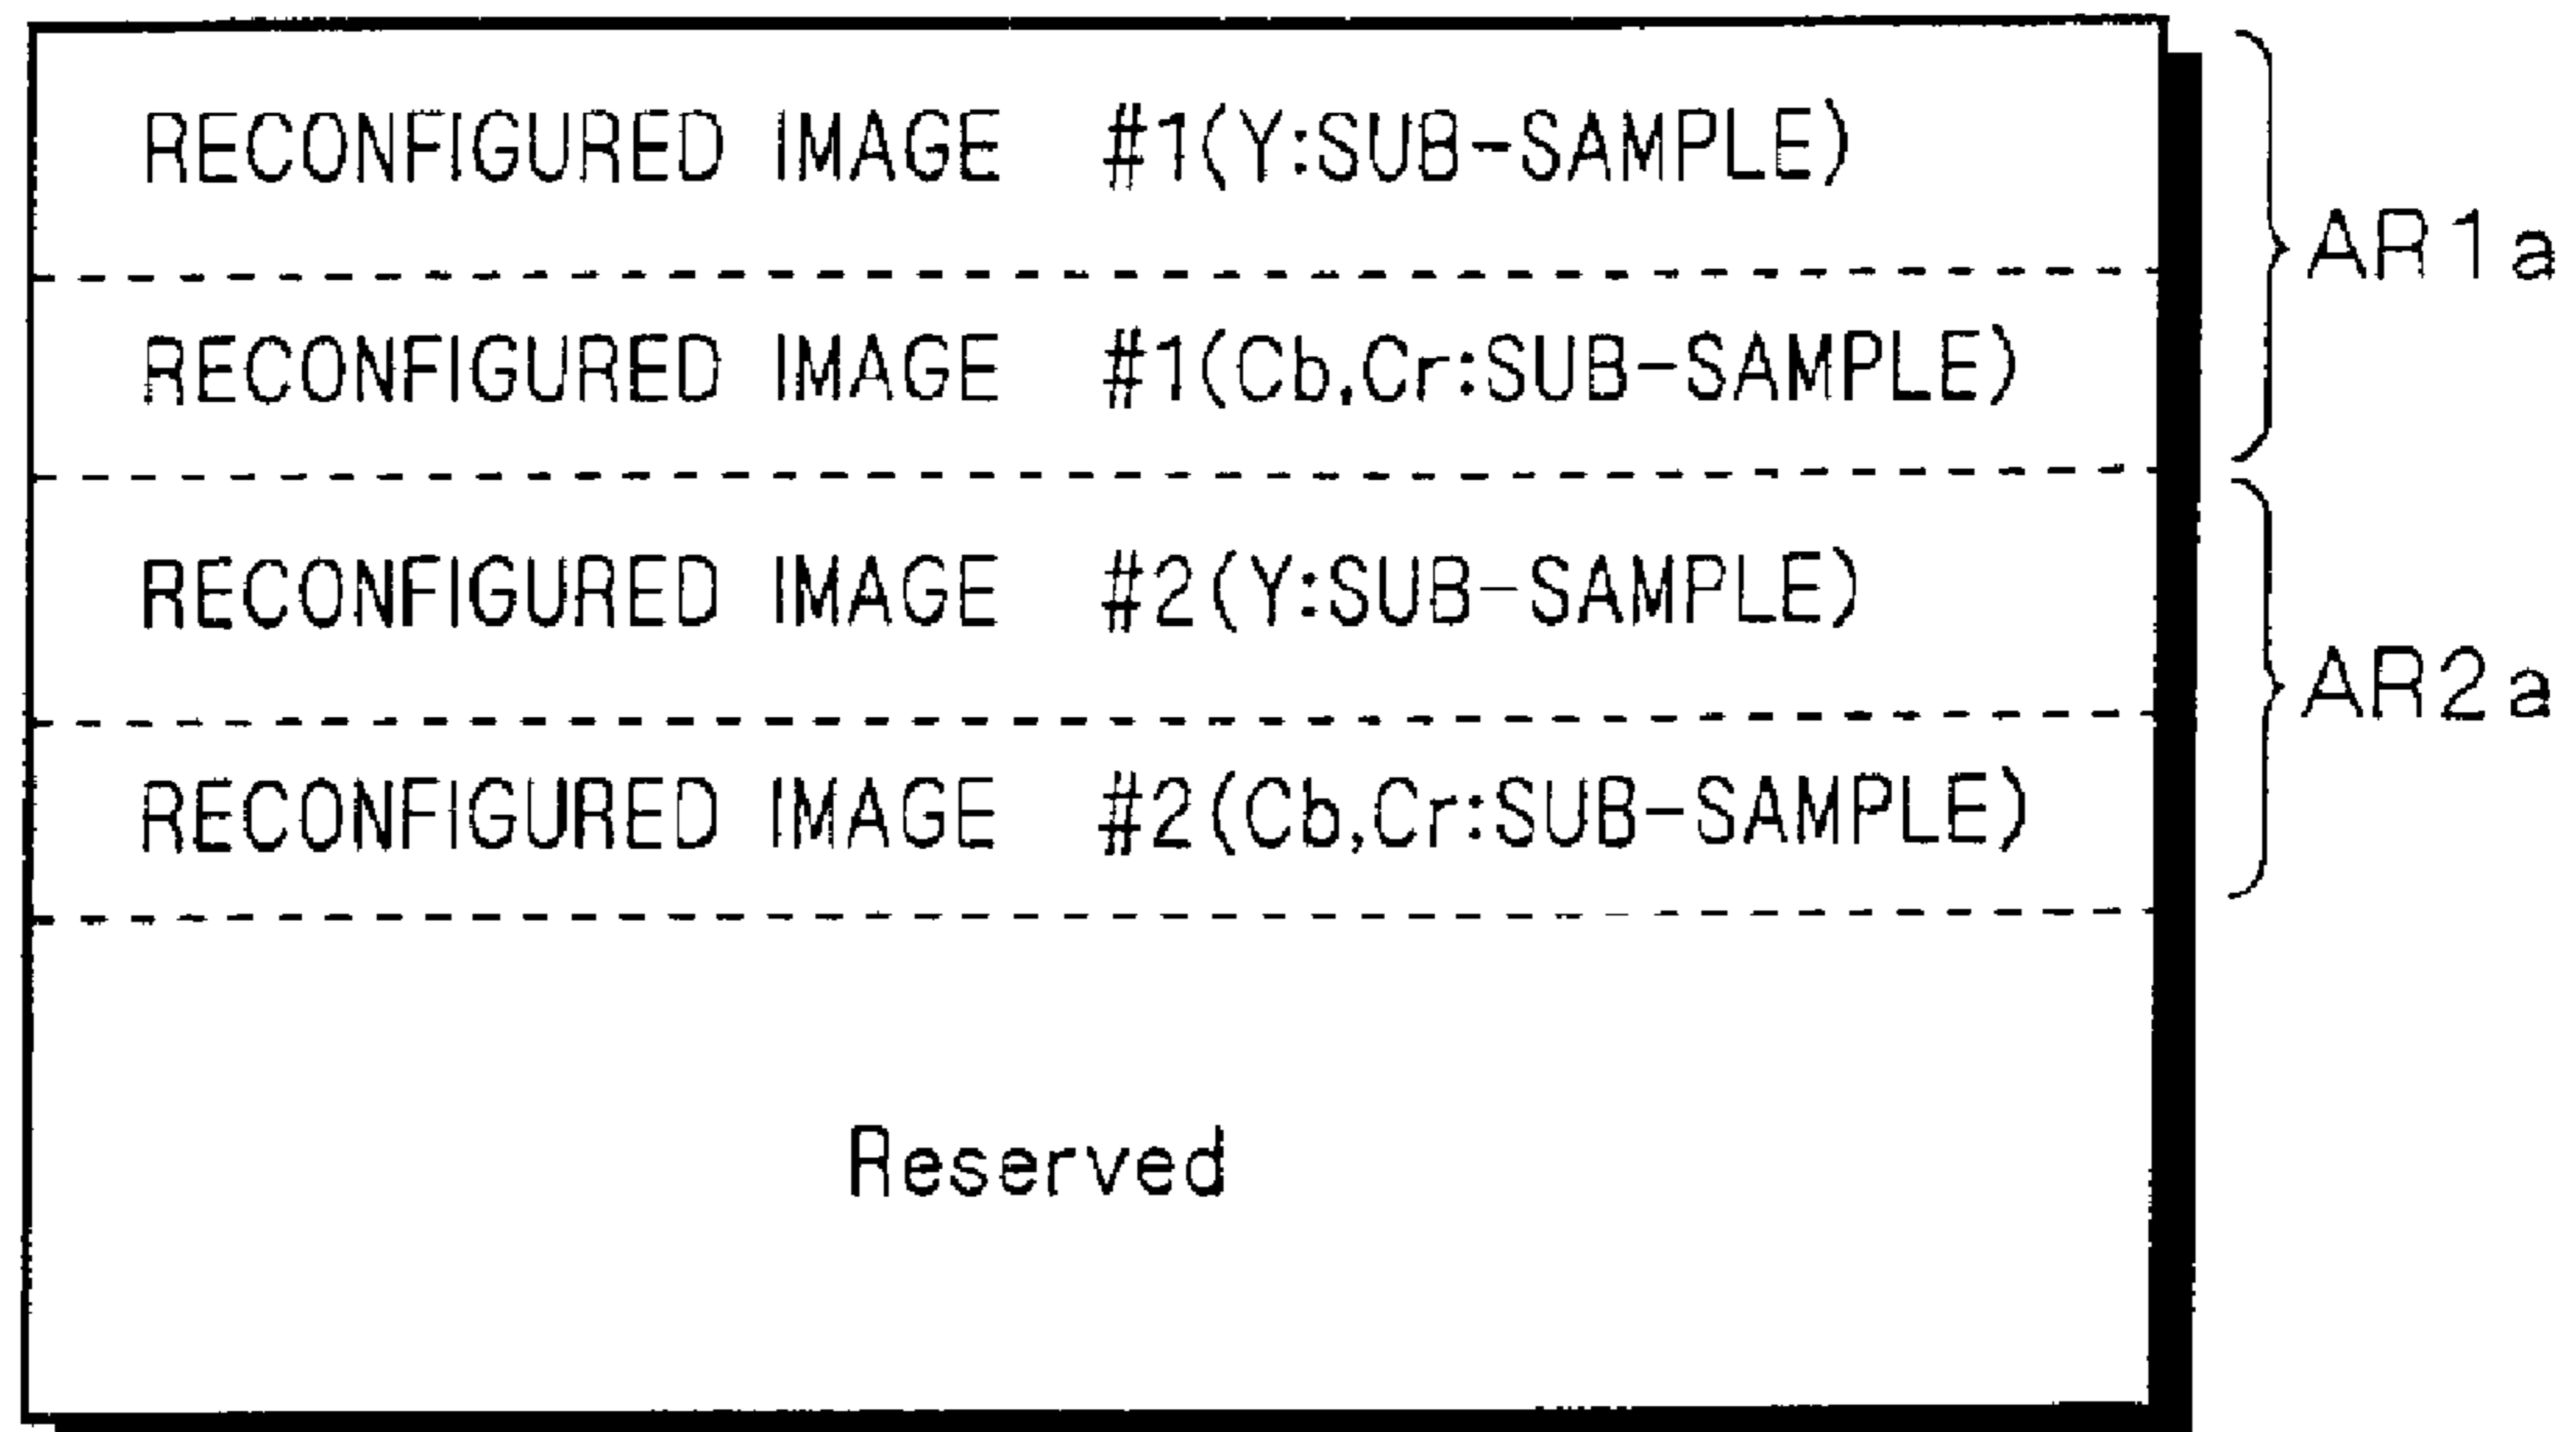 RECONFIGURED IMAGE #1(Y:SUB-SAMPLE)
AR1a
RECONFIGURED IMAGE #1(Cb,Cr:SUB-SAMPLE)
RECONFIGURED IMAGE #2(Y:SUB-SAMPLE)
AR2a
RECONFIGURED IMAGE #2(Cb,Cr:SUB-SAMPLE)
Reserved